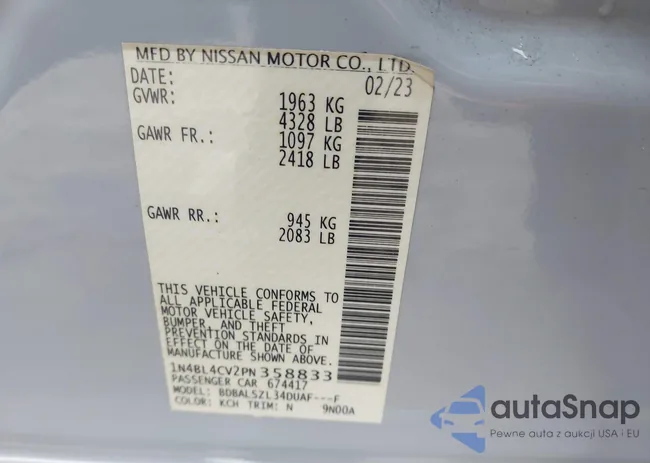 MFD BY NISSAN MOTOR CO., LTD.
DATE: 02/23
GVWR: 1963 KG
4328 LB
GAWR FR.: 1097 KG
2418 LB
GAWR RR.: 945 KG
2083 LB
THIS VEHICLE CONFORMS TO
ALL APPLICABLE FEDERAL
MOTOR VEHICLE SAFETY,
BUMPER, AND THEFT
PREVENTION STANDARDS IN
EFFECT ON THE DATE OF
MANUFACTURE SHOWN ABOVE.
1N4BL4CV2PN358833
PASSENGER CAR 674417
MODEL: BDBALSZL34DUAF---F
COLOR: KCH TRIM: N 9N00A
autaSnap
Pewne auta z aukcji USA i EU